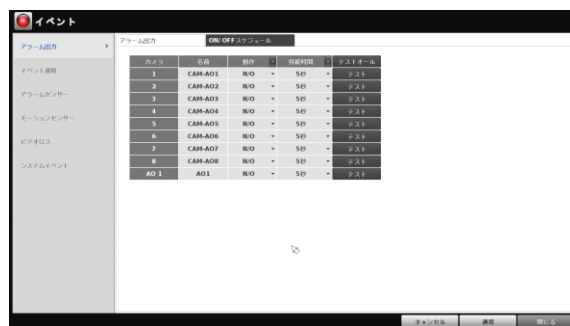 イベント
アラーム出力
イベント通知
アラームセンサー
モーションセンサー
ビデオロス
システムイベント
アラーム出力 ON/OFFスケジュール
カメラ 名前 動作 持続時間 テストオール
1 CAM-AO1 N/O 5秒 テスト
2 CAM-AO2 N/O 5秒 テスト
3 CAM-AO3 N/O 5秒 テスト
4 CAM-AO4 N/O 5秒 テスト
5 CAM-AO5 N/O 5秒 テスト
6 CAM-AO6 N/O 5秒 テスト
7 CAM-AO7 N/O 5秒 テスト
8 CAM-AO8 N/O 5秒 テスト
AO 1 AO1 N/O 5秒 テスト
キャンセル 適用 閉じる